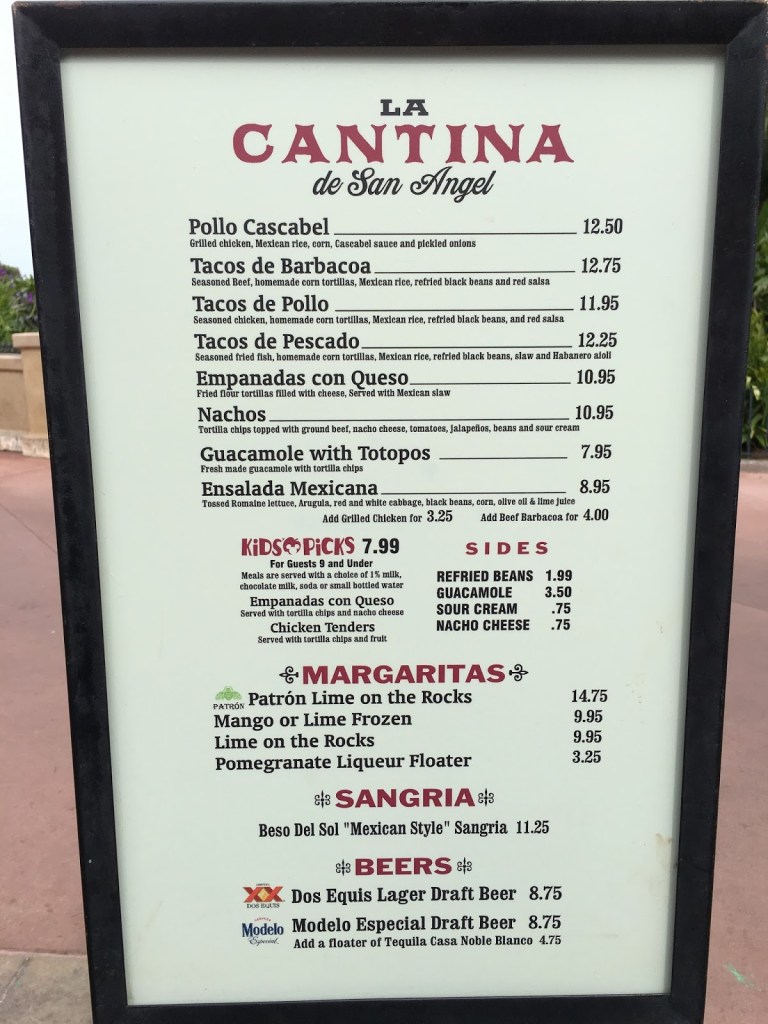 LA
CANTINA
de San Angel
Pollo Cascabel 12.50
Grilled chicken, Mexican rice, corn, Cascabel sauce and pickled onions
Tacos de Barbacoa 12.75
Seasoned Beef, homemade corn tortillas, Mexican rice, refried black beans and red salsa
Tacos de Pollo 11.95
Seasoned chicken, homemade corn tortillas, Mexican rice, refried black beans, and red salsa
Tacos de Pescado 12.25
Seasoned fried fish, homemade corn tortillas, Mexican rice, refried black beans, slaw and Habanero aioli
Empanadas con Queso 10.95
Fried flour tortillas filled with cheese, Served with Mexican slaw
Nachos 10.95
Tortilla chips topped with ground beef, nacho cheese, tomatoes, jalapeños, beans and sour cream
Guacamole with Totopos 7.95
Fresh made guacamole with tortilla chips
Ensalada Mexicana 8.95
Tossed Romaine lettuce, Arugula, red and white cabbage, black beans, corn, olive oil & lime juice
Add Grilled Chicken for 3.25 Add Beef Barbacoa for 4.00
KiDS PiCKS 7.99
For Guests 9 and Under
Meals are served with a choice of 1% milk,
chocolate milk, soda or small bottled water
Empanadas con Queso
Served with tortilla chips and nacho cheese
Chicken Tenders
Served with tortilla chips and fruit
SIDES
REFRIED BEANS 1.99
GUACAMOLE 3.50
SOUR CREAM .75
NACHO CHEESE .75
MARGARITAS
PATRÓN Patrón Lime on the Rocks 14.75
Mango or Lime Frozen 9.95
Lime on the Rocks 9.95
Pomegranate Liqueur Floater 3.25
SANGRIA
Beso Del Sol "Mexican Style" Sangria 11.25
BEERS
XX DOS EQUIS Dos Equis Lager Draft Beer 8.75
Modelo Especial Modelo Especial Draft Beer 8.75
Add a floater of Tequila Casa Noble Blanco 4.75